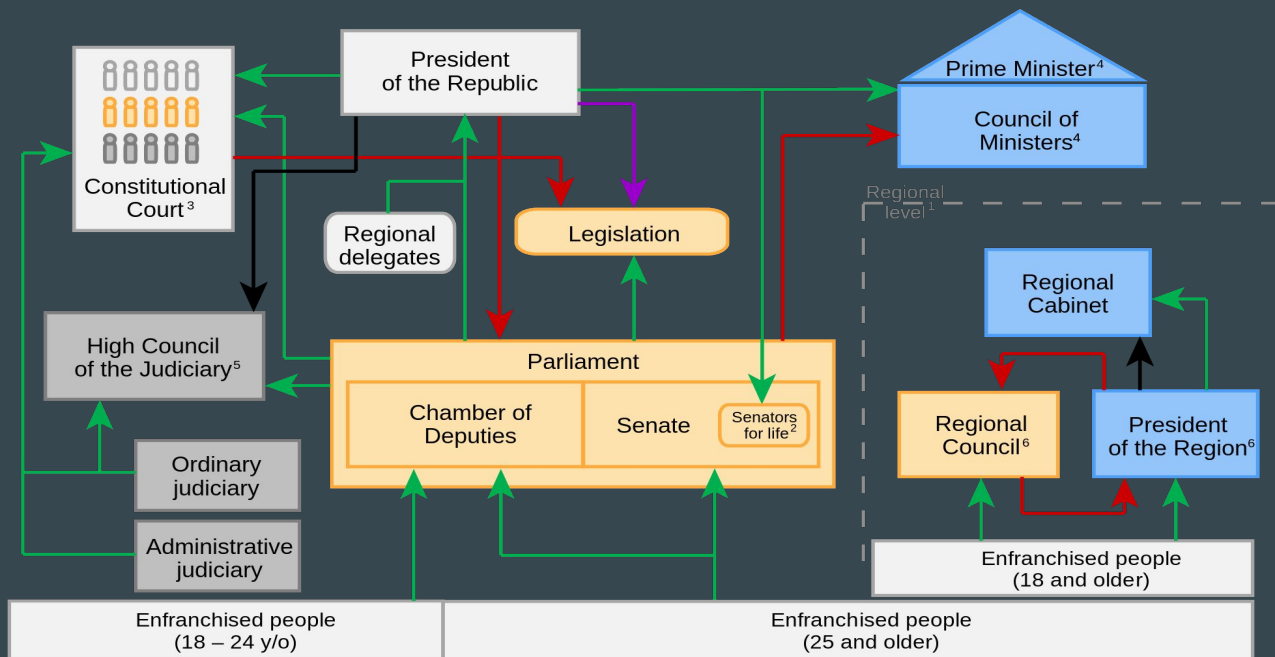 President
of the Republic
Prime Minister⁴
Council of
Ministers⁴
Constitutional
Court³
Regional
level¹
Regional
delegates
Legislation
Regional
Cabinet
High Council
of the Judiciary⁵
Parliament
Chamber of
Deputies
Senate
Senators
for life²
Regional
Council⁶
President
of the Region⁶
Ordinary
judiciary
Administrative
judiciary
Enfranchised people
(18 and older)
Enfranchised people
(18 – 24 y/o)
Enfranchised people
(25 and older)